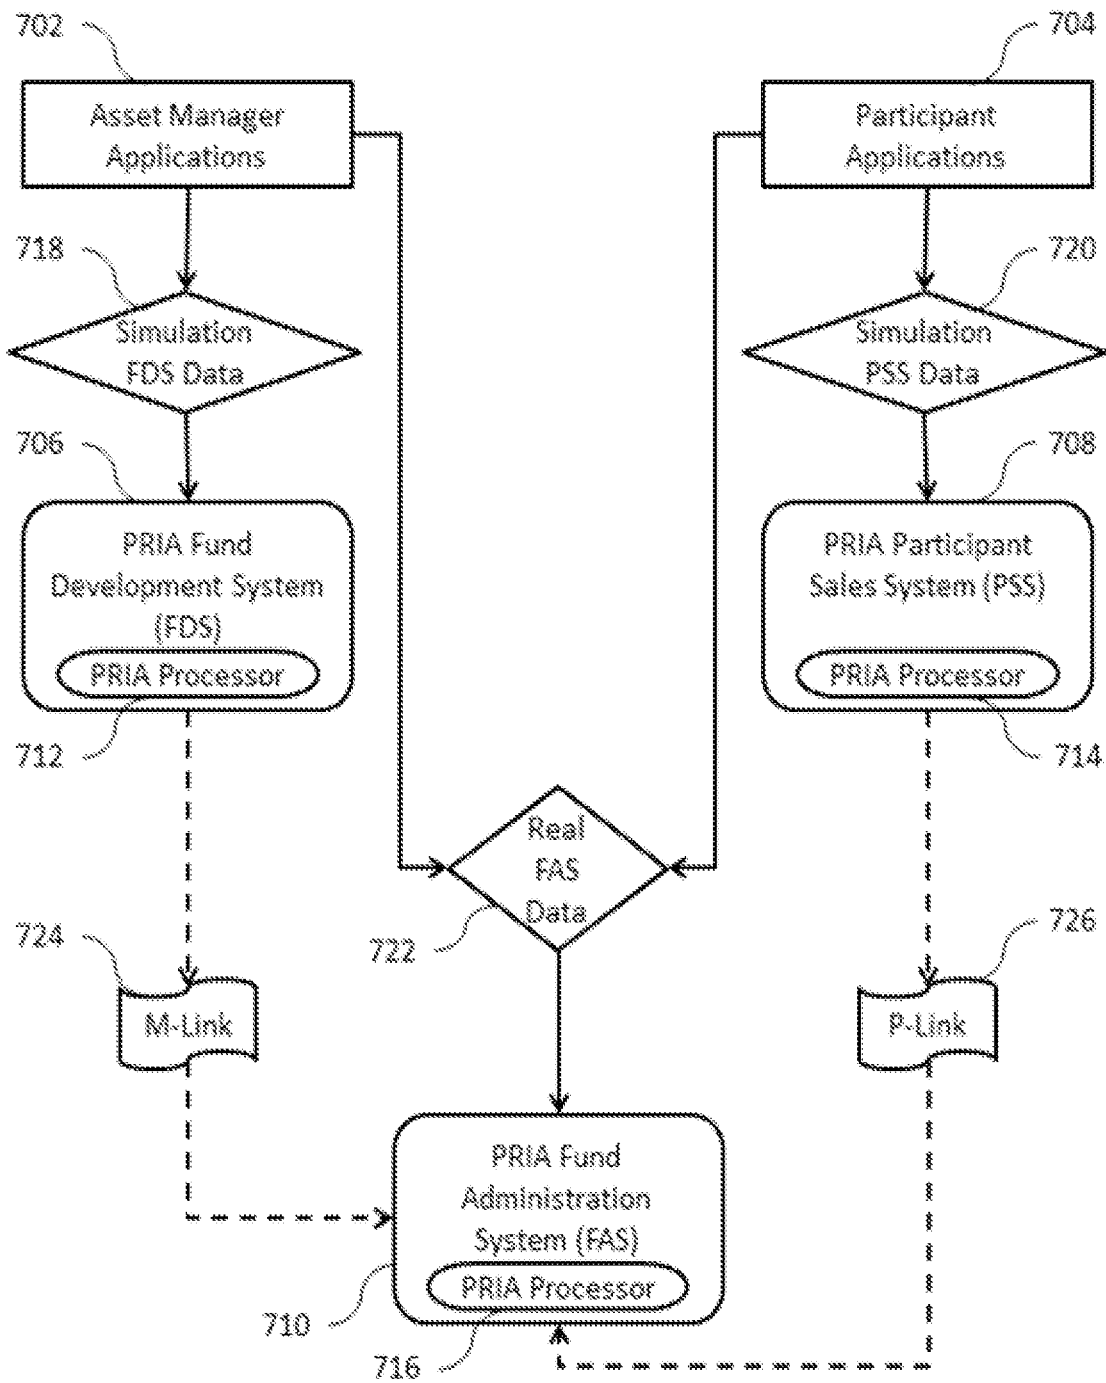 702
704
Asset Manager
Applications
Participant
Applications
718
720
Simulation
FDS Data
Simulation
PSS Data
706
708
PRIA Fund
Development System
(FDS)
PRIA Processor
PRIA Participant
Sales System (PSS)
PRIA Processor
712
714
Real
FAS
Data
722
724
726
M-Link
P-Link
PRIA Fund
Administration
System (FAS)
PRIA Processor
710
716